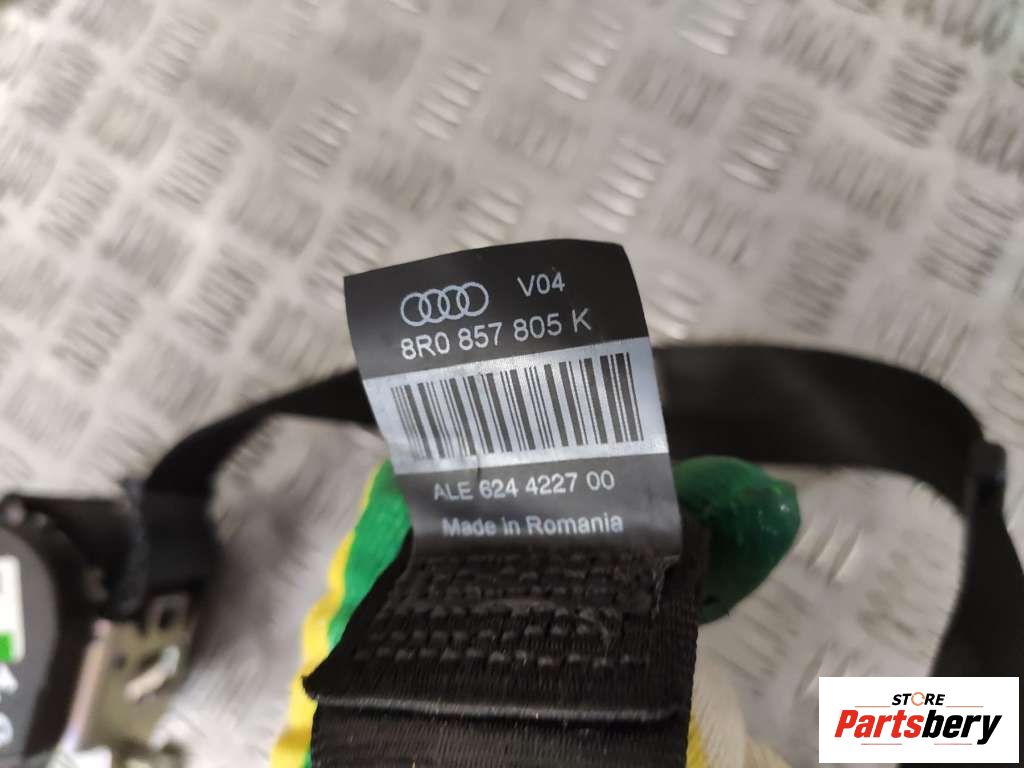 V04
8R0 857 805 K
ALE 624 4227 00
Made in Romania
STORE
Partsbery